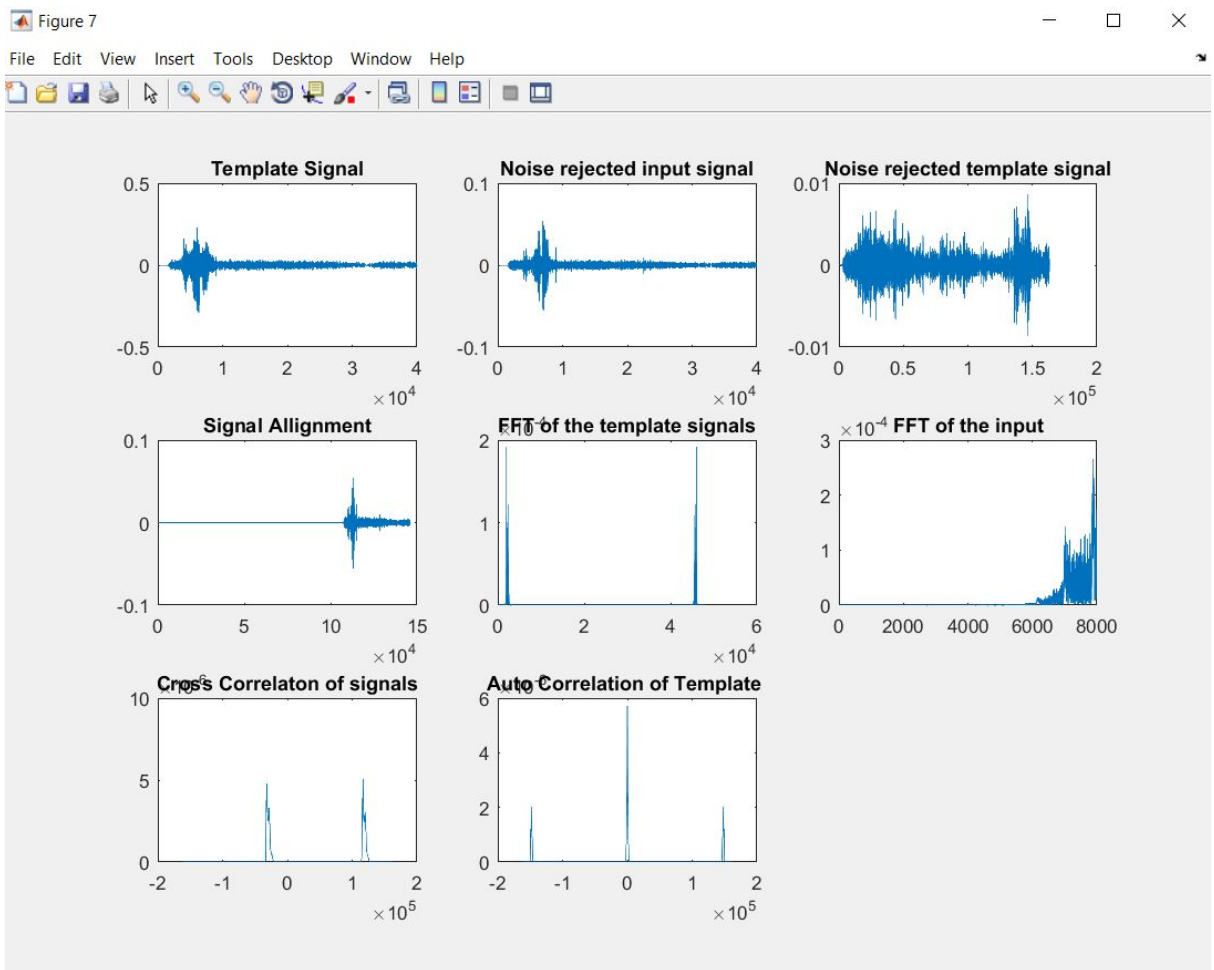 Figure 7
File Edit View Insert Tools Desktop Window Help
Template Signal
0.5
0
-0.5
0 1 2 3 4
×10^4
Noise rejected input signal
0.1
0
-0.1
0 1 2 3 4
×10^4
Noise rejected template signal
0.01
0
-0.01
0 0.5 1 1.5 2
×10^5
Signal Allignment
0.1
0
-0.1
0 5 10 15
×10^4
FFT of the template signals
×10^-4
2
1
0
0 2 4 6
×10^4
×10^-4 FFT of the input
3
2
1
0
0 2000 4000 6000 8000
Cross Correlaton of signals
10
5
0
-2 -1 0 1 2
×10^5
Auto Correlation of Template
6
4
2
0
-2 -1 0 1 2
×10^5